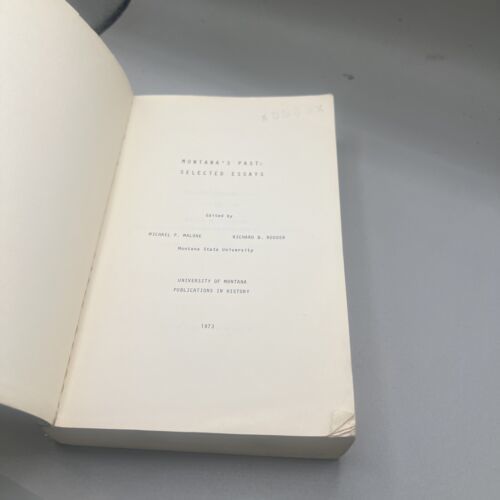 MONTANA'S PAST:
SELECTED ESSAYS
Edited by
MICHAEL P. MALONE RICHARD B. ROEDER
Montana State University
UNIVERSITY OF MONTANA
PUBLICATIONS IN HISTORY
1973